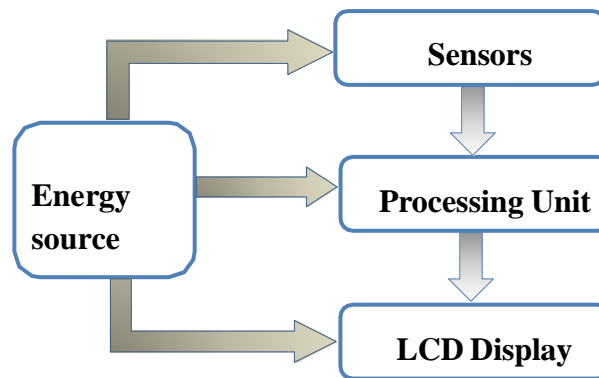 Sensors
Energy
source
Processing Unit
LCD Display